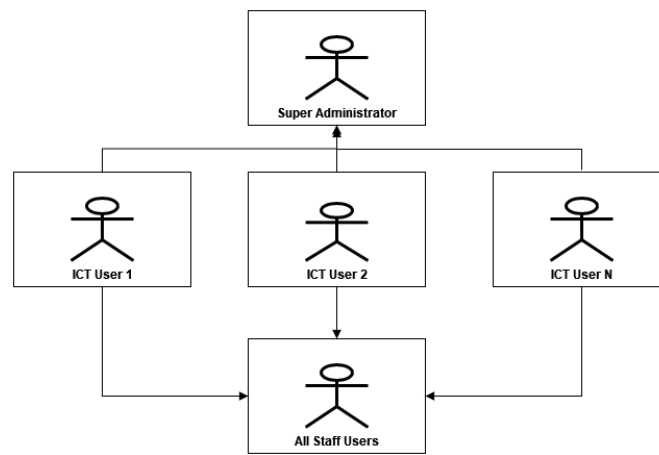 Super Administrator
ICT User 1
ICT User 2
ICT User N
All Staff Users